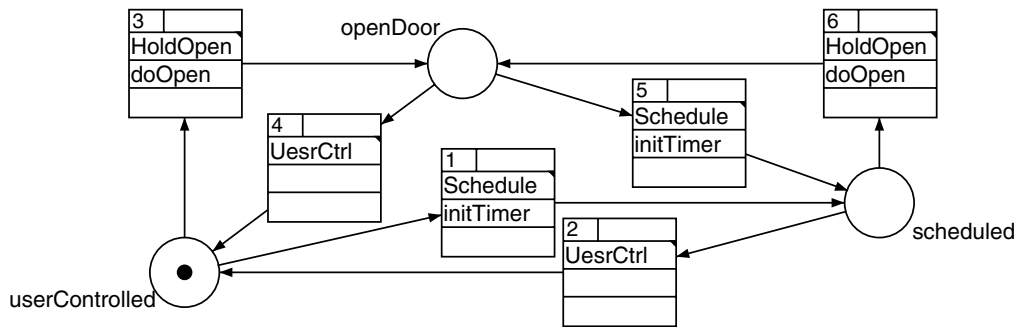 3
HoldOpen
doOpen
openDoor
6
HoldOpen
doOpen
5
Schedule
initTimer
4
UesrCtrl
1
Schedule
initTimer
2
UesrCtrl
scheduled
userControlled